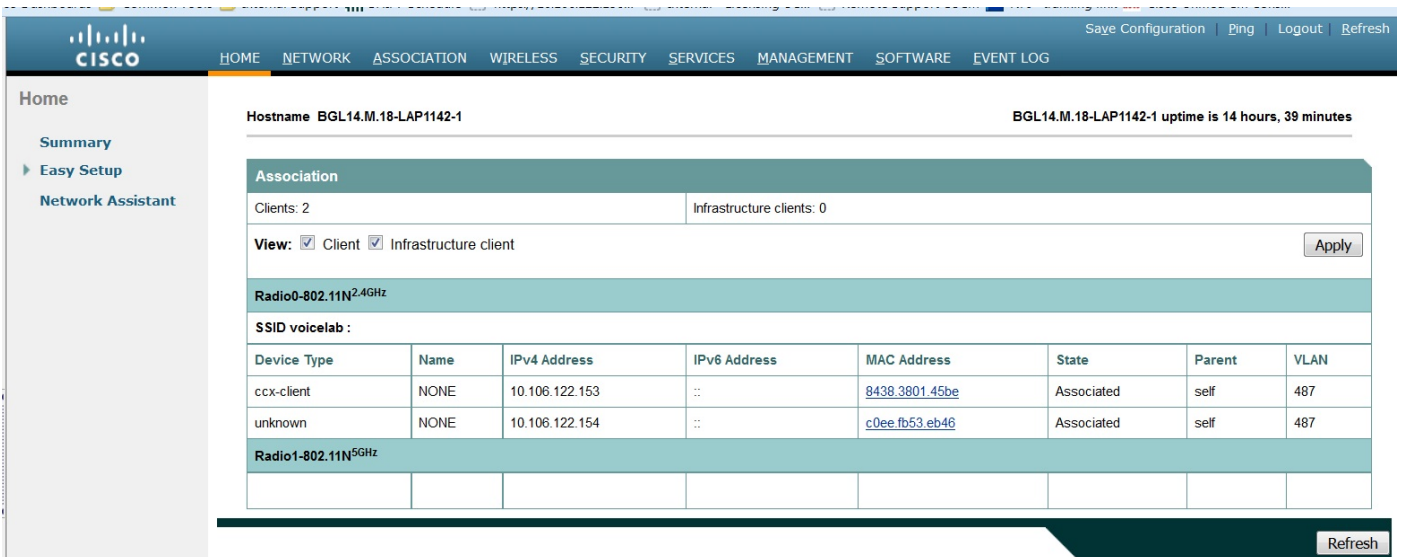 Save Configuration | Ping | Logout | Refresh
CISCO
HOME NETWORK ASSOCIATION WIRELESS SECURITY SERVICES MANAGEMENT SOFTWARE EVENT LOG
Home
Summary
Easy Setup
Network Assistant
Hostname BGL14.M.18-LAP1142-1
BGL14.M.18-LAP1142-1 uptime is 14 hours, 39 minutes
Association
Clients: 2 Infrastructure clients: 0
View: Client Infrastructure client Apply
Radio0-802.11N2.4GHz
SSID voicelab :
Device Type Name IPv4 Address IPv6 Address MAC Address State Parent VLAN
ccx-client NONE 10.106.122.153 :: 8438.3801.45be Associated self 487
unknown NONE 10.106.122.154 :: c0ee.fb53.eb46 Associated self 487
Radio1-802.11N5GHz
Refresh